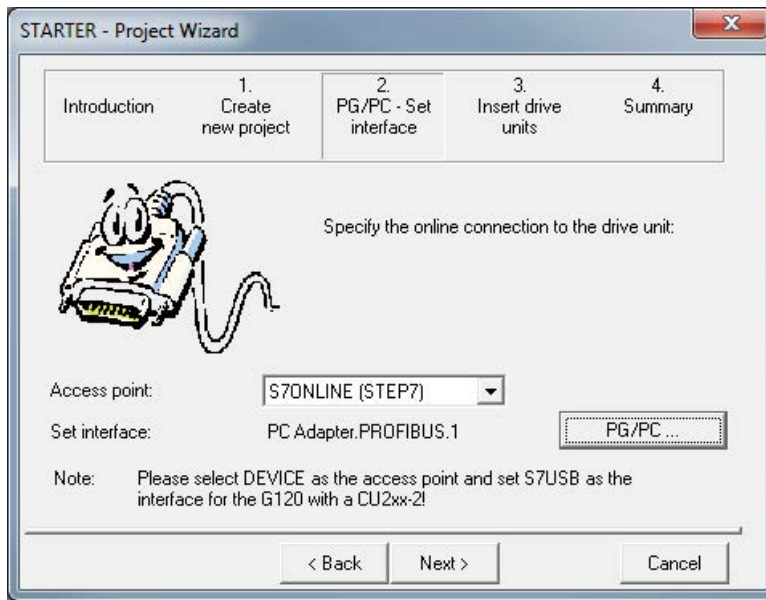 STARTER - Project Wizard
Introduction
1.
Create
new project
2.
PG/PC - Set
interface
3.
Insert drive
units
4.
Summary
Specify the online connection to the drive unit:
Access point:
S7ONLINE (STEP7)
Set interface:
PC Adapter.PROFIBUS.1
PG/PC ...
Note: Please select DEVICE as the access point and set S7USB as the
interface for the G120 with a CU2xx-2!
< Back
Next >
Cancel